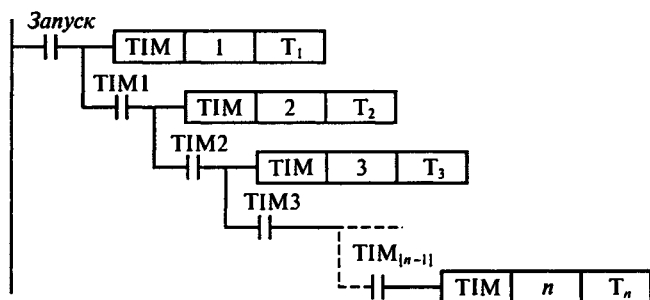 Запуск
TIM 1 T₁
TIM1
TIM 2 T₂
TIM2
TIM 3 T₃
TIM3
TIM[n-1]
TIM n Tₙ